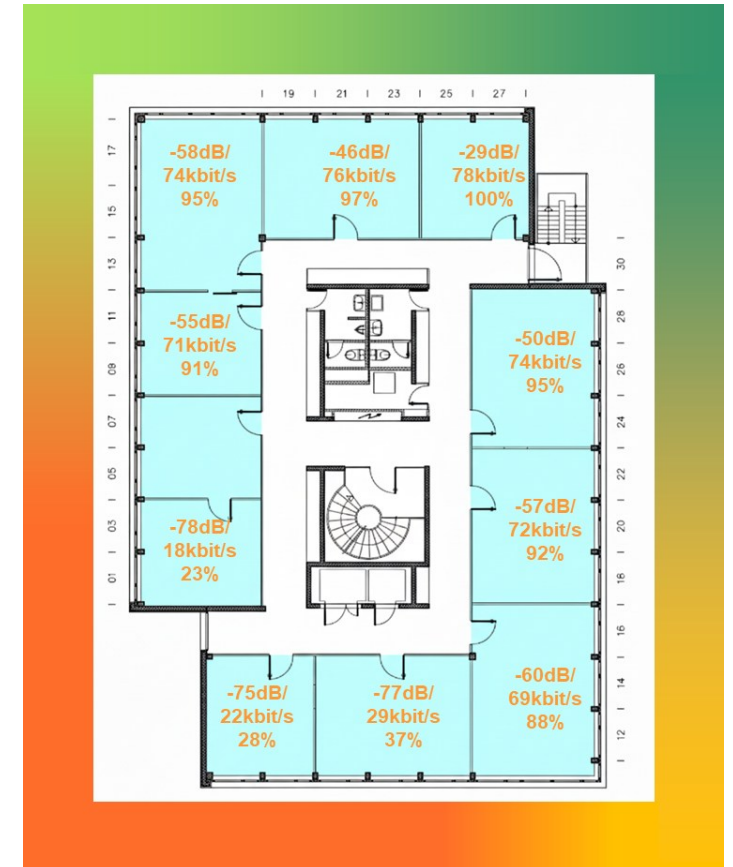 19 21 23 25 27
-58dB/
74kbit/s
95%
-46dB/
76kbit/s
97%
-29dB/
78kbit/s
100%
17
15
13
11
09
07
05
03
01
-55dB/
71kbit/s
91%
-78dB/
18kbit/s
23%
30
28
26
24
22
20
18
16
14
12
-50dB/
74kbit/s
95%
-57dB/
72kbit/s
92%
-60dB/
69kbit/s
88%
-75dB/
22kbit/s
28%
-77dB/
29kbit/s
37%